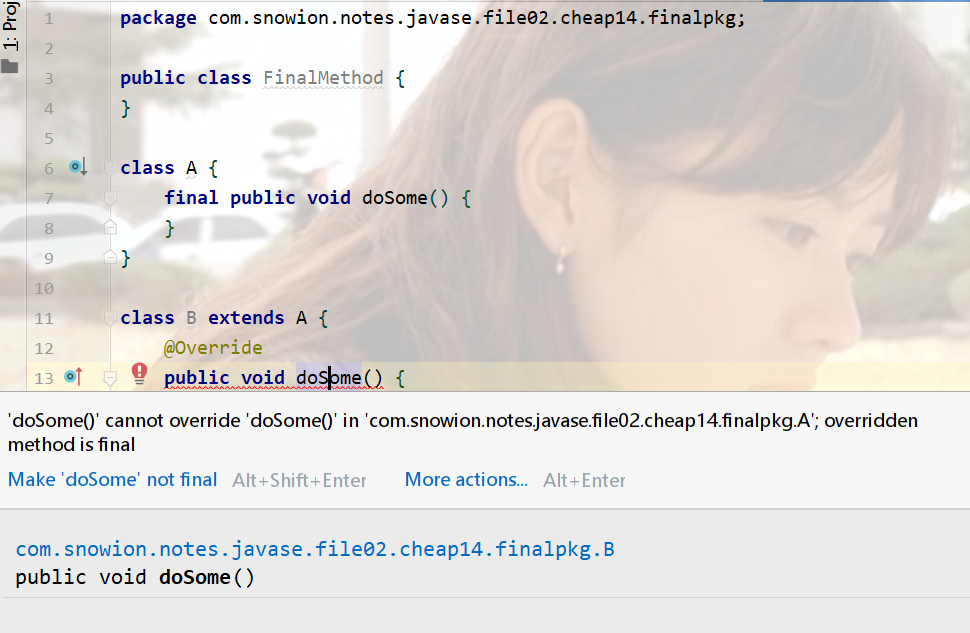 1: Proj
1 package com.snowion.notes.javase.file02.cheap14.finalpkg;
2
3 public class FinalMethod {
4 }
5
6 class A {
7 final public void doSome() {
8 }
9 }
10
11 class B extends A {
12 @Override
13 public void doSome() {
'doSome()' cannot override 'doSome()' in 'com.snowion.notes.javase.file02.cheap14.finalpkg.A'; overridden
method is final
Make 'doSome' not final Alt+Shift+Enter More actions... Alt+Enter
com.snowion.notes.javase.file02.cheap14.finalpkg.B
public void doSome()